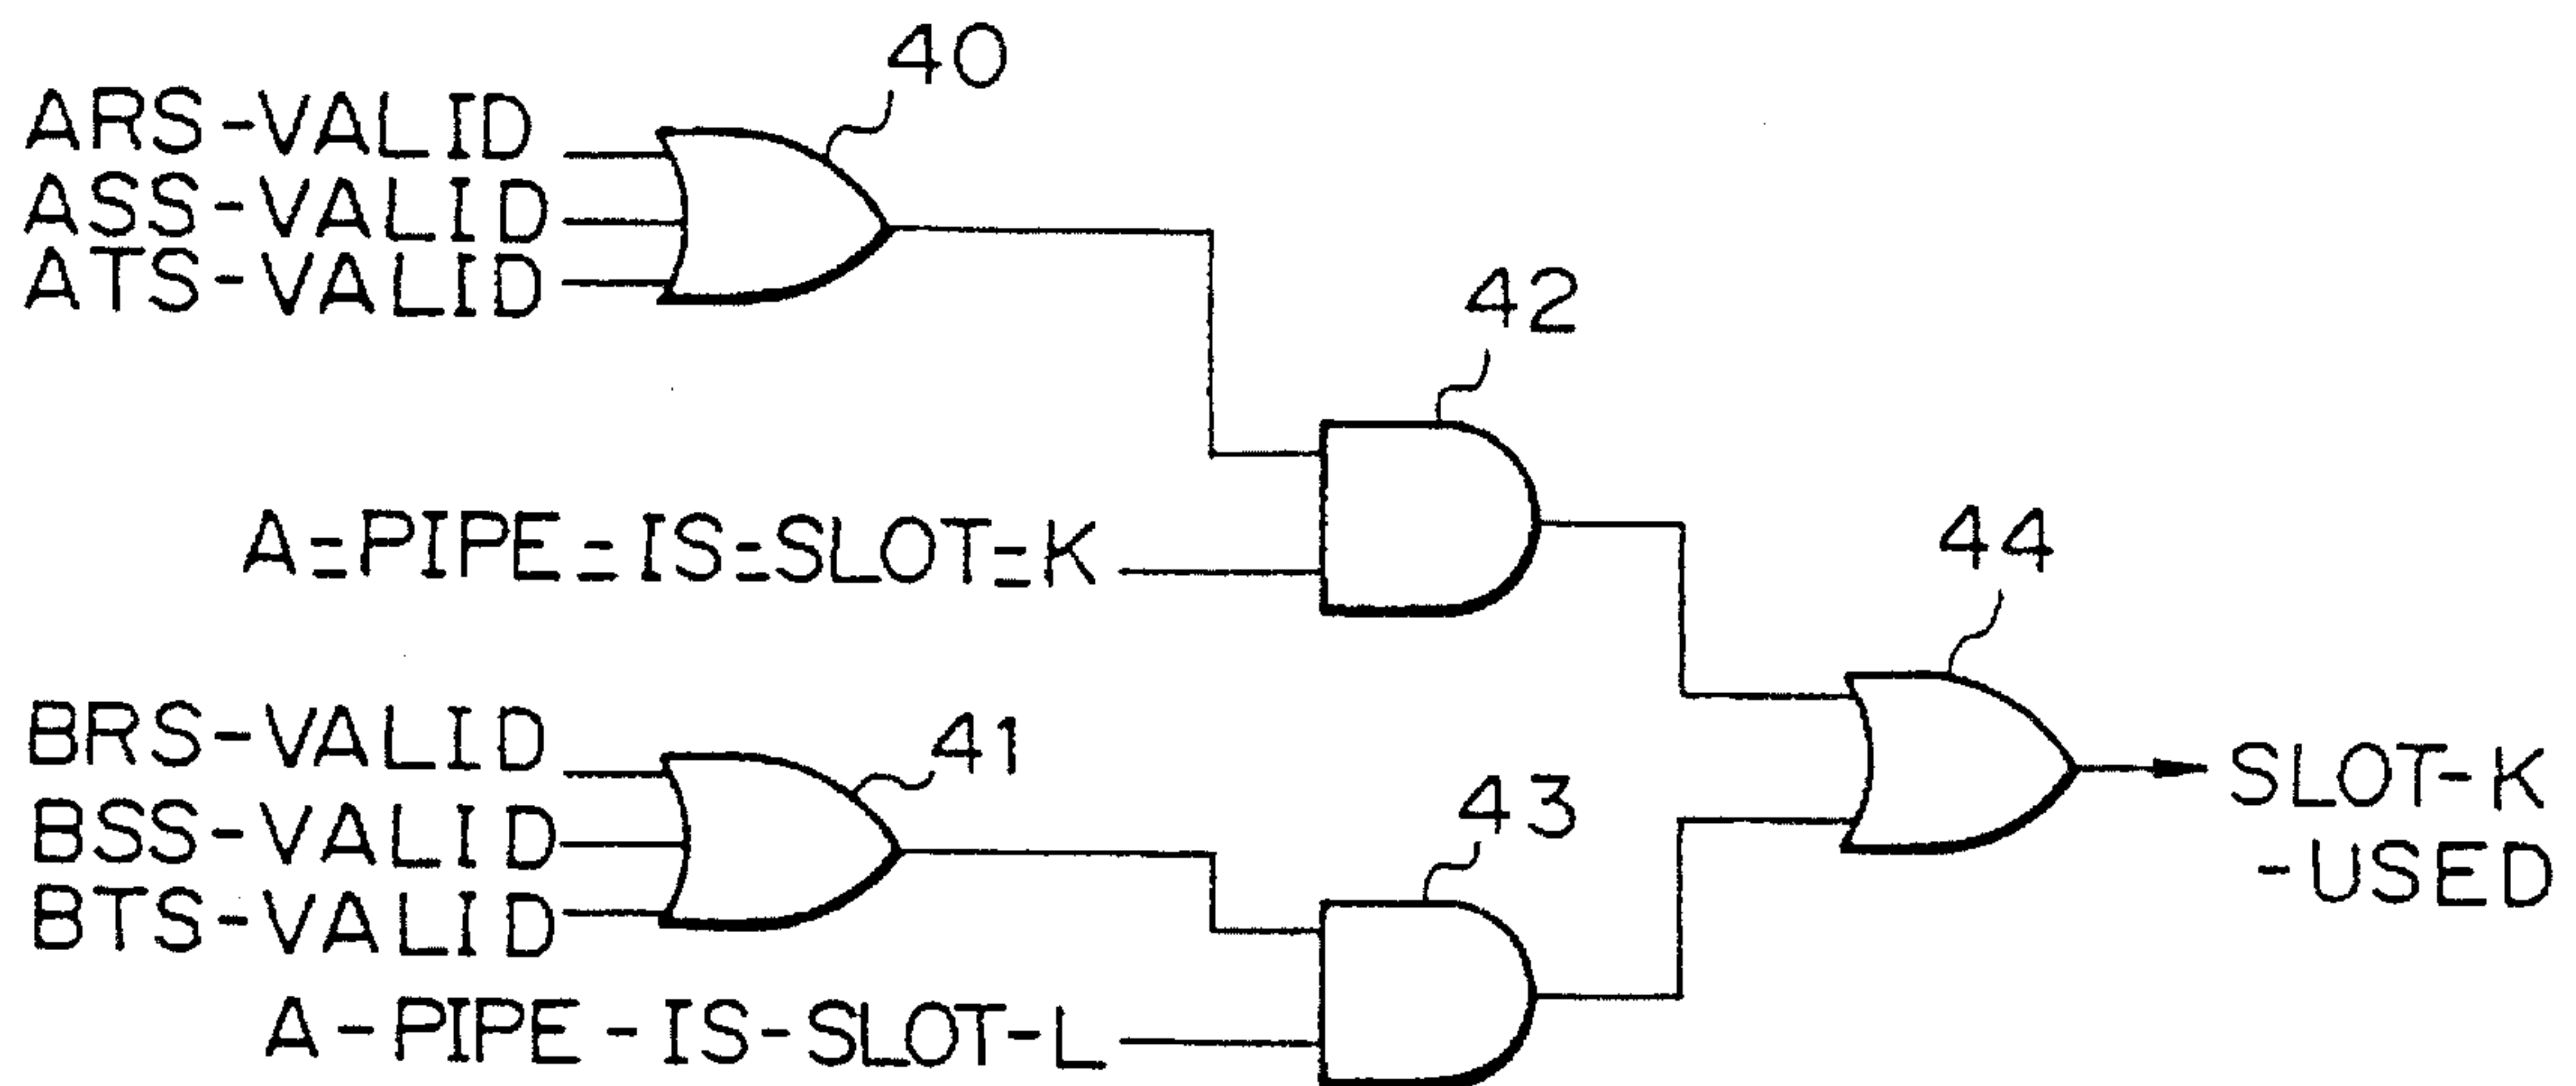 40
ARS-VALID
ASS-VALID
ATS-VALID
42
A=PIPE=IS=SLOT=K
44
BRS-VALID
41
BSS-VALID
43
SLOT-K
-USED
BTS-VALID
A-PIPE-IS-SLOT-L